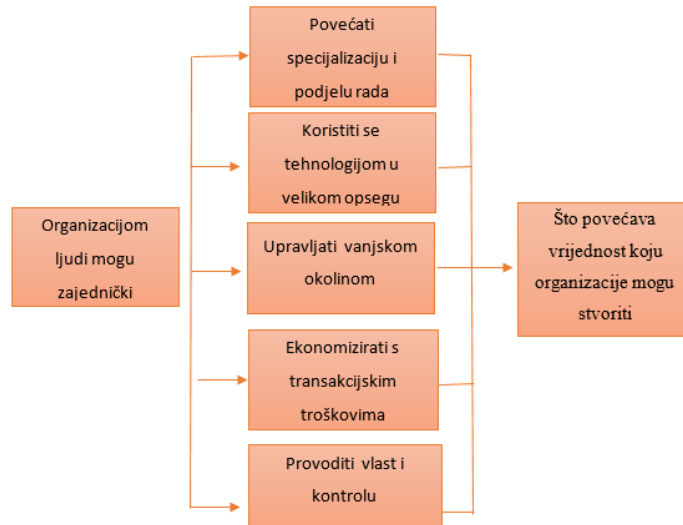 Organizacijom
ljudi mogu
zajednički
Povećati
specijalizaciju i
podjelu rada
Koristiti se
tehnologijom u
velikom opsegu
Upravljati vanjskom
okolinom
Ekonomizirati s
transakcijskim
troškovima
Provoditi vlast i
kontrolu
Što povećava
vrijednost koju
organizacije mogu
stvoriti